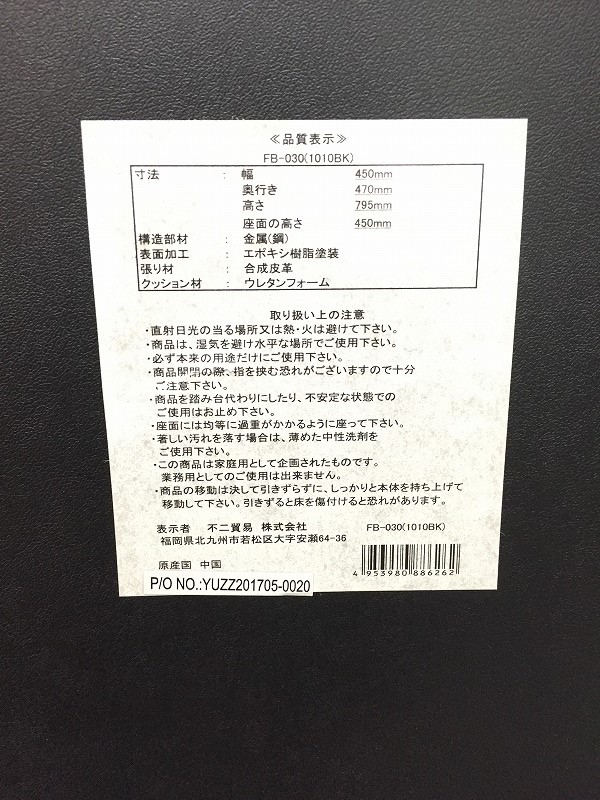 ≪品質表示≫
FB-030(1010BK)
寸法 : 幅 450mm
奥行き 470mm
高さ 795mm
座面の高さ 450mm
構造部材 : 金属(鋼)
表面加工 : エポキシ樹脂塗装
張り材 : 合成皮革
クッション材 : ウレタンフォーム
取り扱い上の注意
・直射日光の当る場所又は熱・火は避けて下さい。
・商品は、湿気を避け水平な場所でご使用下さい。
・必ず本来の用途だけにご使用下さい。
・商品開閉の際、指を挟む恐れがございますので十分
ご注意下さい。
・商品を踏み台代わりにしたり、不安定な状態での
ご使用はお止め下さい。
・座面には均等に過重がかかるように座って下さい。
・著しい汚れを落す場合は、薄めた中性洗剤を
ご使用下さい。
・この商品は家庭用として企画されたものです。
業務用としてのご使用は出来ません。
・商品の移動は決して引きずらずに、しっかりと本体を持ち上げて
移動して下さい。引きずると床を傷付けると恐れがあります。
表示者 不二貿易 株式会社 FB-030(1010BK)
福岡県北九州市若松区大字安瀬64-36
原産国 中国
4 953980 886262
P/O NO.:YUZZ201705-0020